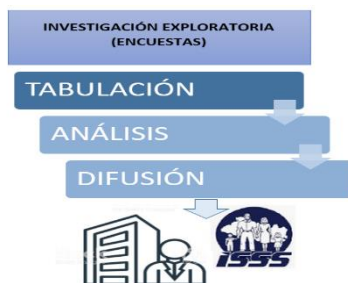 INVESTIGACIÓN EXPLORATORIA
(ENCUESTAS)
TABULACIÓN
ANÁLISIS
DIFUSIÓN
ISSS